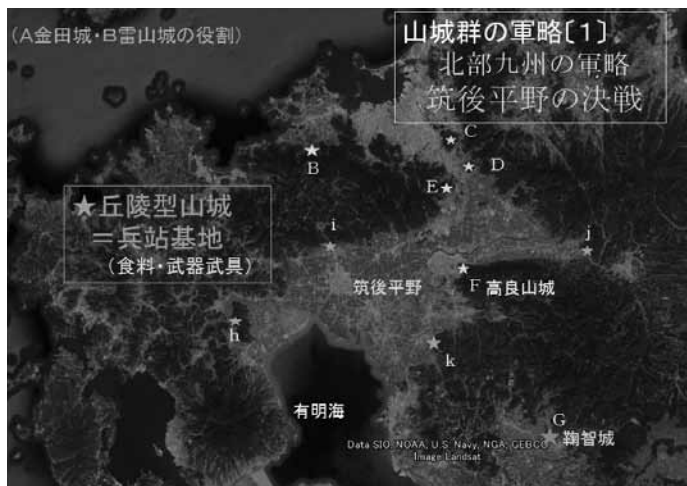 (A金田城・B雷山城の役割)
山城群の軍略〔1〕
北部九州の軍略
筑後平野の決戦
C
B
D
E
★丘陵型山城
=兵站基地
(食料・武器武具)
i
j
筑後平野
F 高良山城
h
k
有明海
G
鞠智城
Data SIO, NOAA, U.S. Navy, NGA, GEBCO
Image Landsat